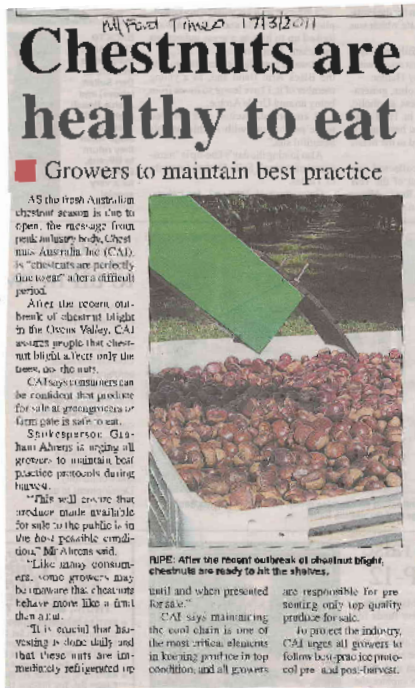 M/Ford Times 17/3/2011
Chestnuts are
healthy to eat
Growers to maintain best practice
AS the fresh Australian
chestnut season is due to
open, the message from
peak industry body, Chest-
nuts Australia Inc (CAI),
is "chestnuts are perfectly
fine to eat" after a difficult
period.
After the recent out-
break of chestnut blight
in the Ovens Valley, CAI
assures people that chest-
nut blight affects only the
trees, not the nuts.
CAI says consumers can
be confident that produce
for sale at greengrocers or
farm gate is safe to eat.
Spokesperson Gra-
ham Ahrens is urging all
growers to maintain best
practice protocols during
harvest.
"This will ensure that
produce made available
for sale to the public is in
the best possible condi-
tion," Mr Ahrens said.
"Like many consum-
ers, some growers may
be unaware that chestnuts
behave more like a fruit
than a nut.
"It is crucial that har-
vesting is done daily and
that these nuts are im-
mediately refrigerated up
RIPE: After the recent outbreak of chestnut blight,
chestnuts are ready to hit the shelves.
until and when presented
for sale."
CAI says maintaining
the cool chain is one of
the most critical elements
in keeping produce in top
condition, and all growers
are responsible for pre-
senting only top quality
produce for sale.
To protect the industry,
CAI urges all growers to
follow best-practice proto-
col pre- and post-harvest.